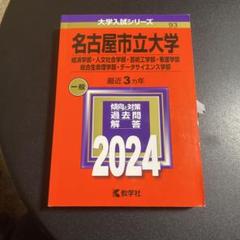 大学入試シリーズ
93
名古屋市立大学
経済学部・人文社会学部・芸術工学部・看護学部
総合生命理学部・データサイエンス学部
一般
最近3カ年
傾向と対策
過去問
解答
2024
教学社